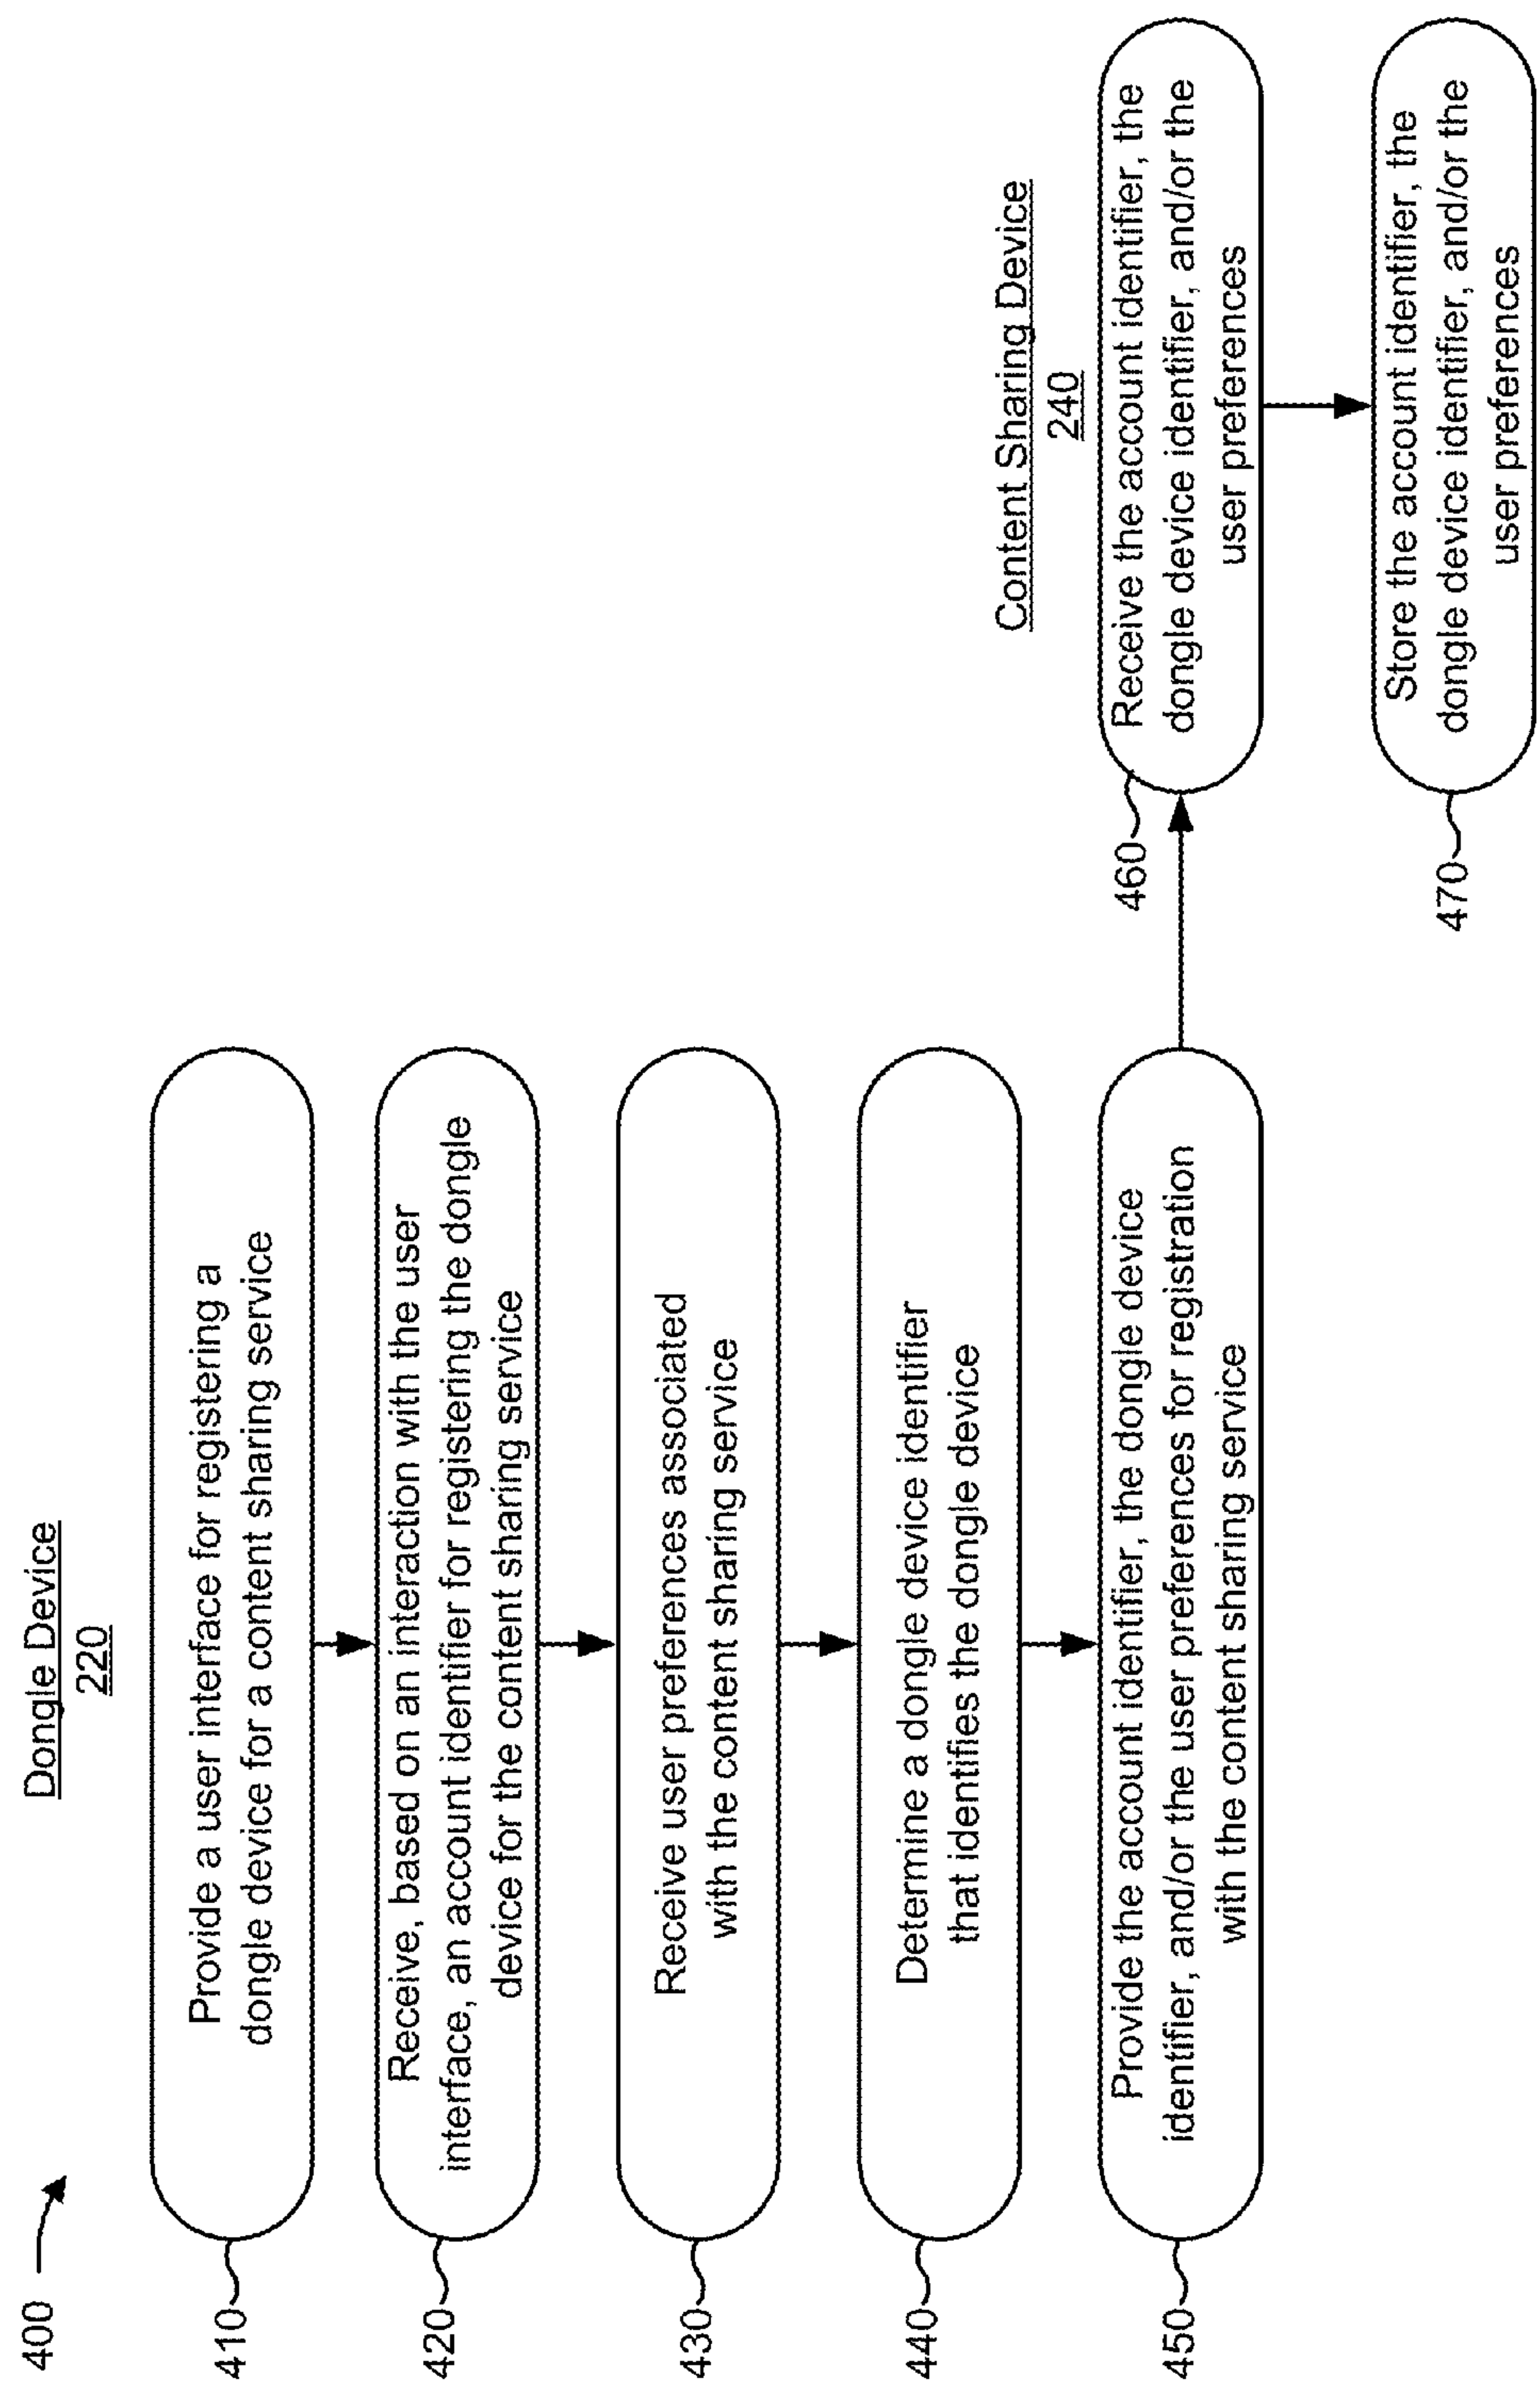 400
Dongle Device
220
410
Provide a user interface for registering a
dongle device for a content sharing service
420
Receive, based on an interaction with the user
interface, an account identifier for registering the dongle
device for the content sharing service
430
Receive user preferences associated
with the content sharing service
440
Determine a dongle device identifier
that identifies the dongle device
450
Provide the account identifier, the dongle device
identifier, and/or the user preferences for registration
with the content sharing service
Content Sharing Device
240
460
Receive the account identifier, the
dongle device identifier, and/or the
user preferences
470
Store the account identifier, the
dongle device identifier, and/or the
user preferences